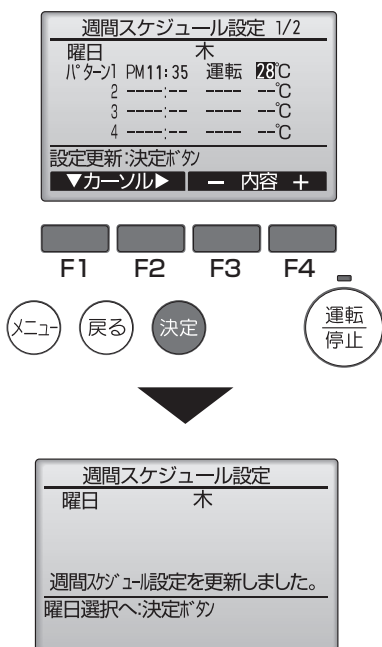 週間スケジュール設定 1/2
曜日 木
パターン1 PM11:35 運転 28℃
2 ----:-- ---- --℃
3 ----:-- ---- --℃
4 ----:-- ---- --℃
設定更新:決定ボタン
▼カーソル▶ − 内容 +
F1 F2 F3 F4
メニュー 戻る 決定 運転
停止
週間スケジュール設定
曜日 木
週間スケジュール設定を更新しました。
曜日選択へ:決定ボタン